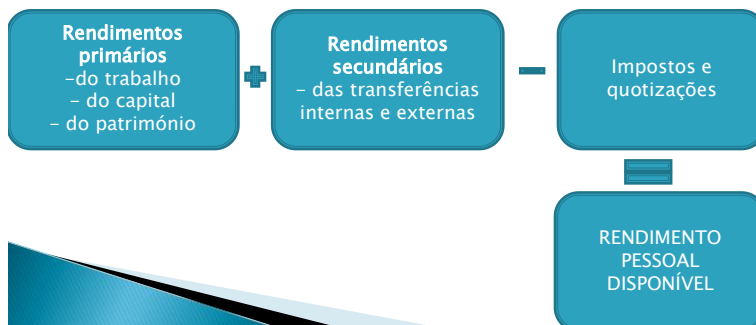 Rendimentos
primários
-do trabalho
- do capital
- do património
Rendimentos
secundários
- das transferências
internas e externas
Impostos e
quotizações
RENDIMENTO
PESSOAL
DISPONÍVEL